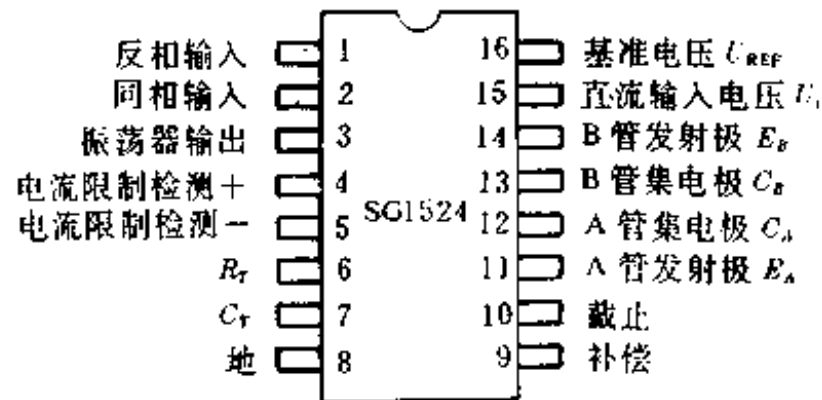 反相输入 1 16 基准电压 U_REF
同相输入 2 15 直流输入电压 U_i
振荡器输出 3 14 B 管发射极 E_B
电流限制检测+ 4 13 B 管集电极 C_B
电流限制检测- 5 SG1524 12 A 管集电极 C_A
R_T 6 11 A 管发射极 E_A
C_T 7 10 截止
地 8 9 补偿